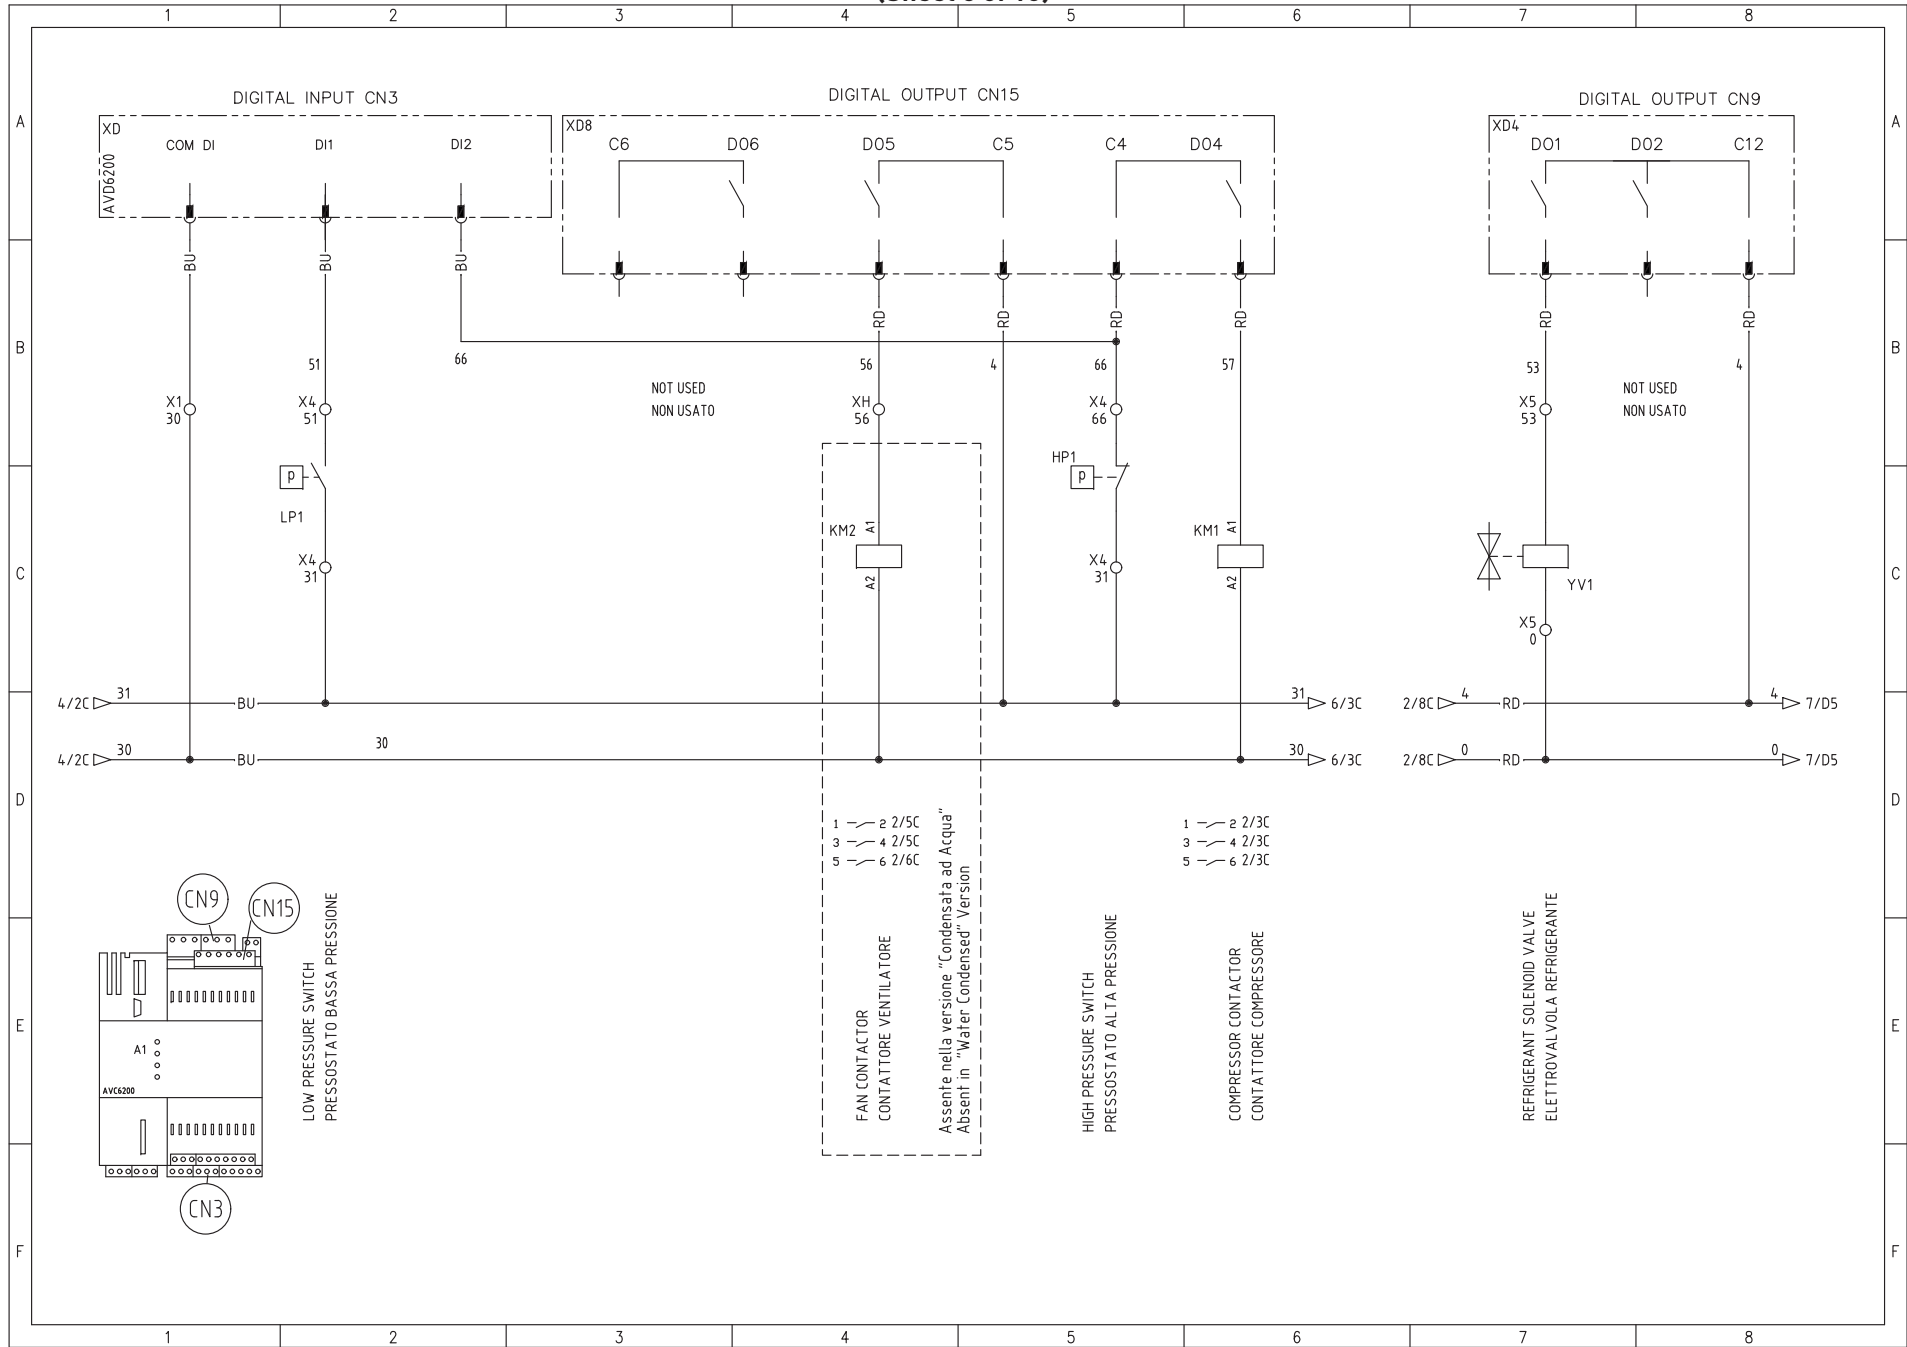 1 2 3 4 5 6 7 8
DIGITAL INPUT CN3
DIGITAL OUTPUT CN15
DIGITAL OUTPUT CN9
A
A
XD
AVD6200
COM DI
DI1
DI2
XD8
C6
DO6
DO5
C5
C4
DO4
XD4
DO1
DO2
C12
BU
BU
BU
RD
RD
RD
RD
RD
RD
B
B
51
66
56
4
66
57
53
4
NOT USED
NON USATO
NOT USED
NON USATO
X1
30
X4
51
XH
56
X4
66
X5
53
P
LP1
HP1
P
KM2
A1
A2
KM1
A1
A2
YV1
C
C
X4
31
X4
31
X5
0
4/2C
31
BU
31
6/3C
2/8C
4
RD
4
7/D5
4/2C
30
BU
30
30
6/3C
2/8C
0
RD
0
7/D5
D
D
1 2 2/5C
3 4 2/5C
5 6 2/6C
1 2 2/3C
3 4 2/3C
5 6 2/3C
CN9
CN15
A1
AVC6200
CN3
LOW PRESSURE SWITCH
PRESSOSTATO BASSA PRESSIONE
FAN CONTACTOR
CONTATTORE VENTILATORE
Assente nella versione "Condensata ad Acqua"
Absent in "Water Condensed" Version
HIGH PRESSURE SWITCH
PRESSOSTATO ALTA PRESSIONE
COMPRESSOR CONTACTOR
CONTATTORE COMPRESSORE
REFRIGERANT SOLENOID VALVE
ELETTROVALVOLA REFRIGERANTE
E
E
F
F
1 2 3 4 5 6 7 8